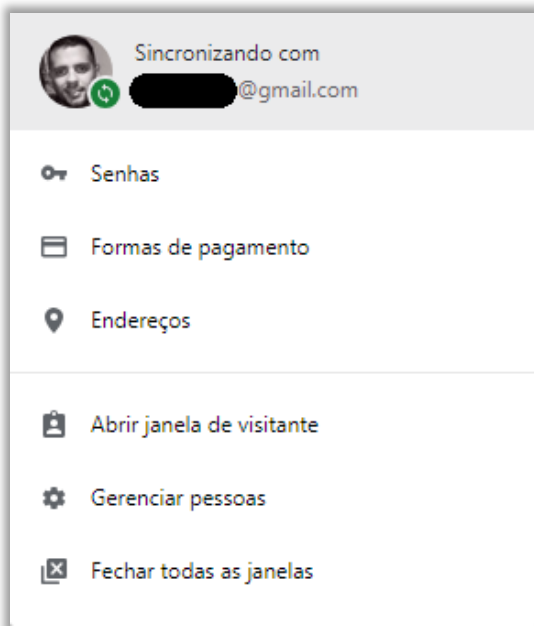 Sincronizando com
@gmail.com
Senhas
Formas de pagamento
Endereços
Abrir janela de visitante
Gerenciar pessoas
Fechar todas as janelas